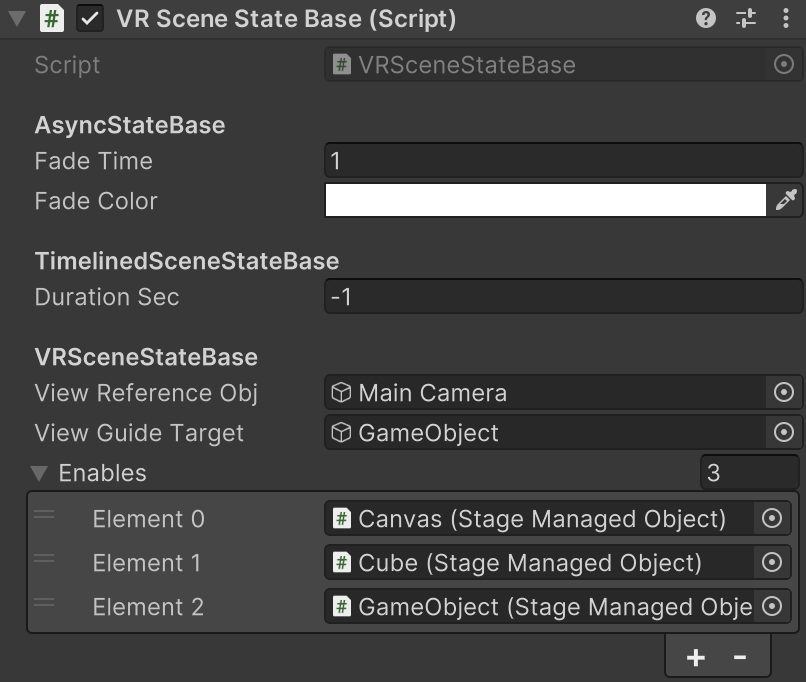 VR Scene State Base (Script)
Script VRSceneStateBase
AsyncStateBase
Fade Time 1
Fade Color
TimelinedSceneStateBase
Duration Sec -1
VRSceneStateBase
View Reference Obj Main Camera
View Guide Target GameObject
Enables 3
Element 0 Canvas (Stage Managed Object)
Element 1 Cube (Stage Managed Object)
Element 2 GameObject (Stage Managed Obje